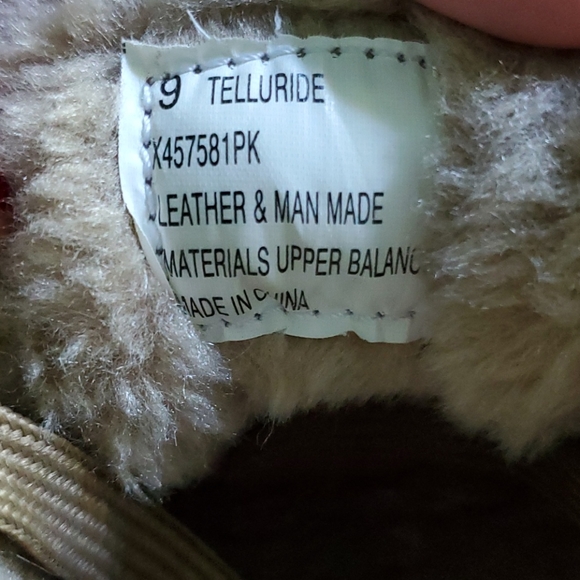 9 TELLURIDE
X457581PK
LEATHER & MAN MADE
MATERIALS UPPER BALANC
MADE IN CHINA